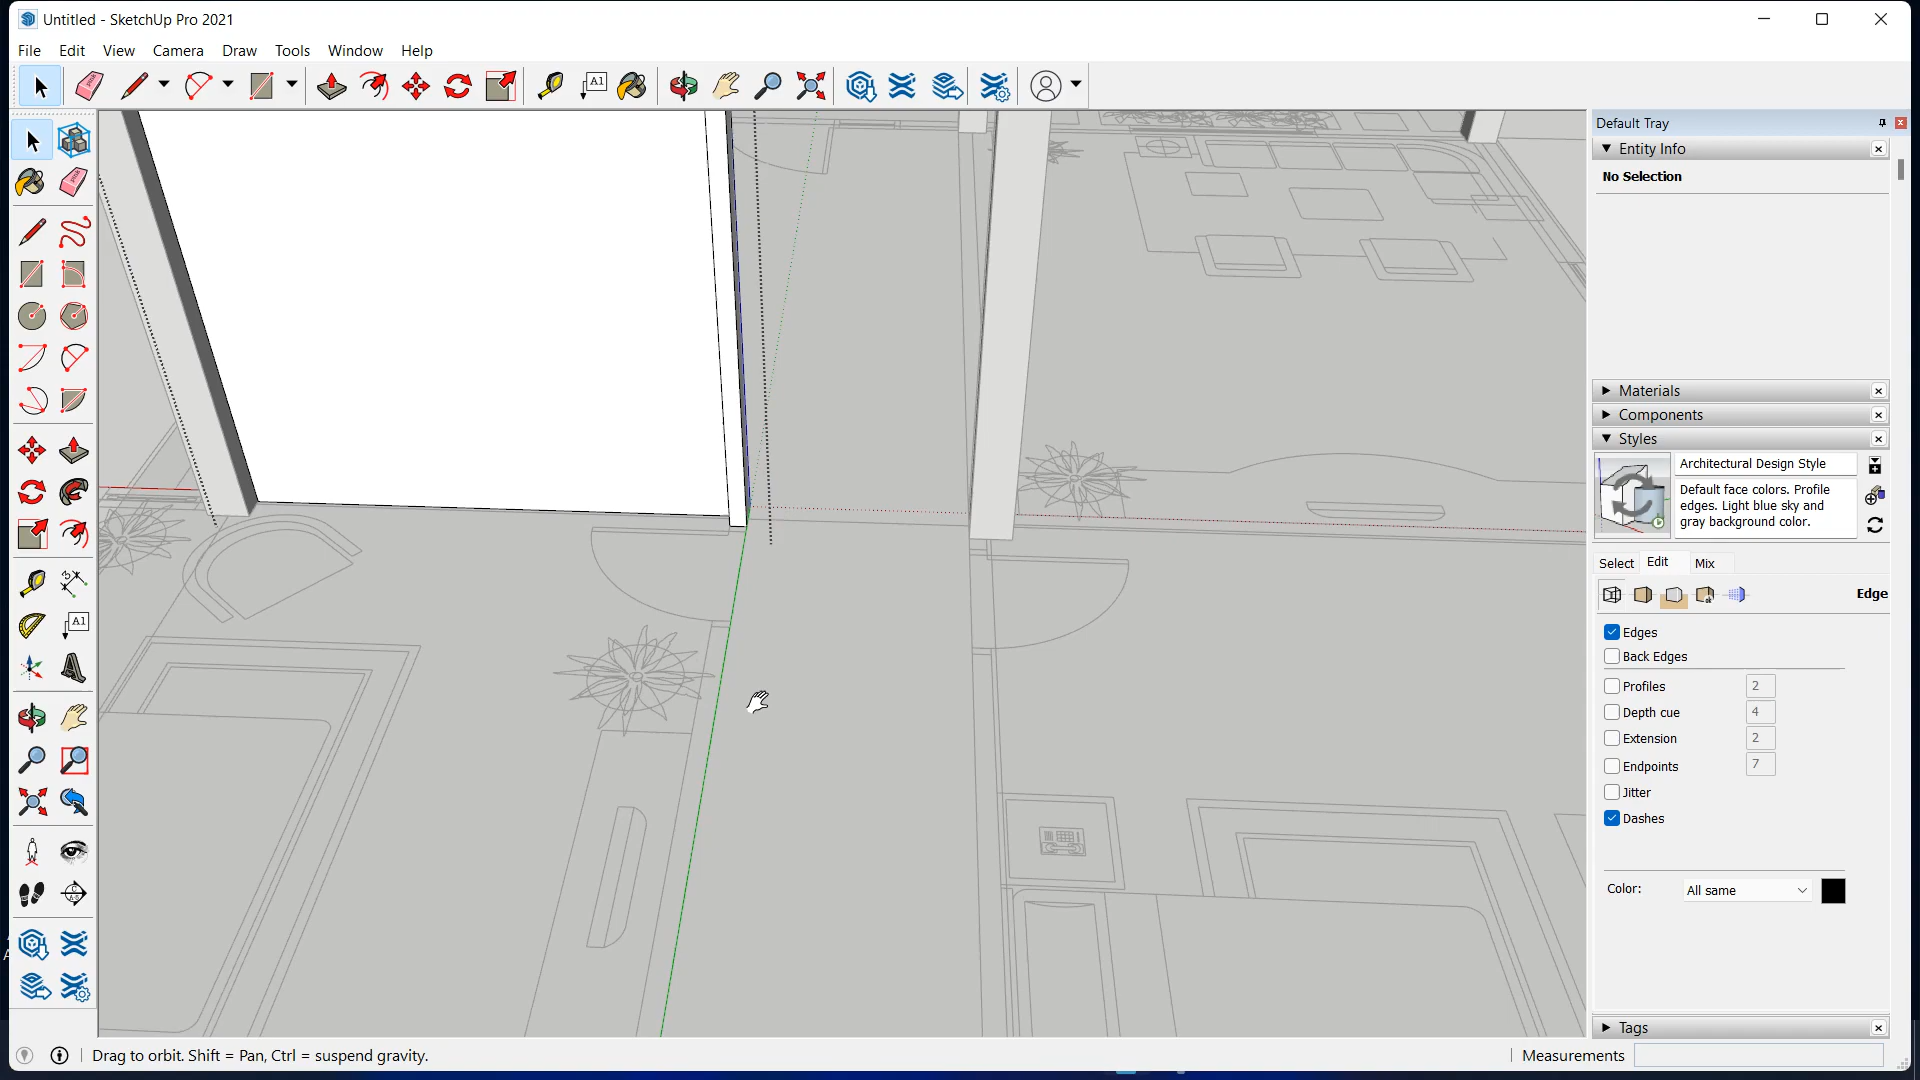 Untitled - SketchUp Pro 2021
File Edit View Camera Draw Tools Window Help
A1
Default Tray
Entity Info
No Selection
A1
Materials
Components
Styles
Architectural Design Style
Default face colors. Profile
edges. Light blue sky and
gray background color.
Select Edit Mix
Edge
Edges
Back Edges
Profiles 2
Depth cue 4
Extension 2
Endpoints 7
Jitter
Dashes
Color: All same
Tags
Drag to orbit. Shift = Pan, Ctrl = suspend gravity.
Measurements